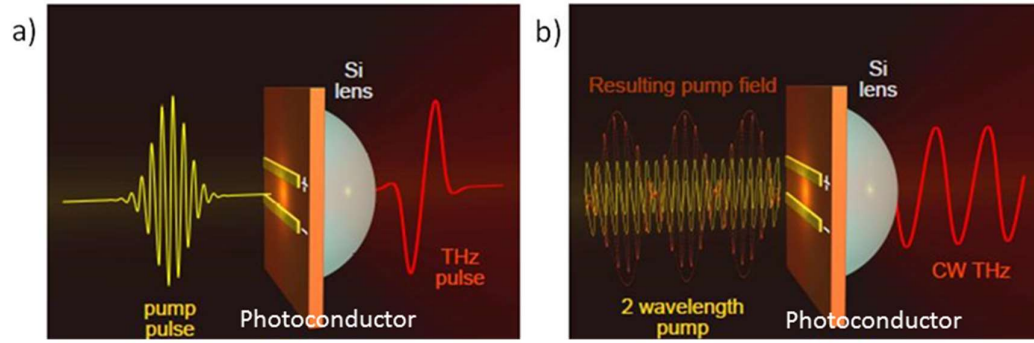 a)
Si
lens
THz
pulse
pump
pulse
Photoconductor
b)
Resulting pump field
Si
lens
CW THz
2 wavelength
pump
Photoconductor